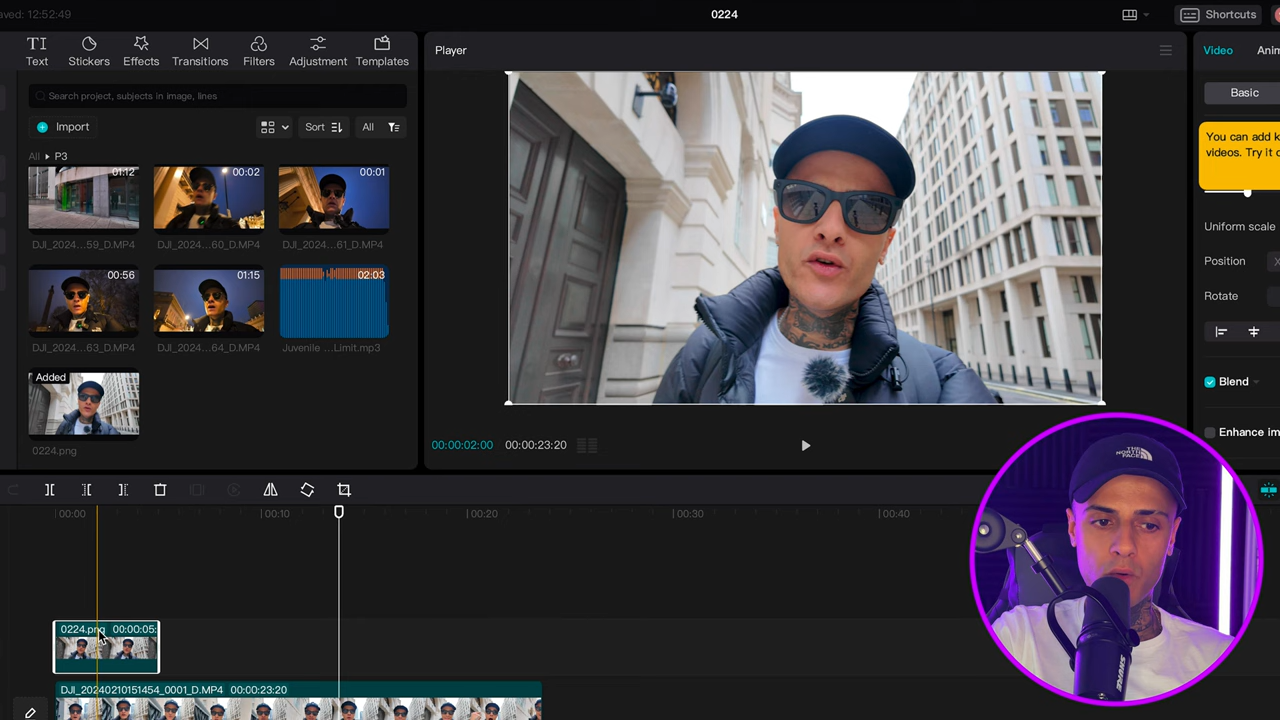 aved: 12:52:49
0224
Shortcuts
TI
Text
Stickers
Effects
Transitions
Filters
Adjustment
Templates
Player
Video
Anim
Search project, subjects in image, lines
Basic
Import
Sort
All
You can add k
videos. Try it o
All
P3
01:12
00:02
00:01
DJI_2024...59_D.MP4
DJI_2024...60_D.MP4
DJI_2024...61_D.MP4
Uniform scale
Position
X
Rotate
00:56
01:15
02:03
DJI_2024...63_D.MP4
DJI_2024...64_D.MP4
Juvenile ...Limit.mp3
Added
Blend
0224.png
00:00:02:00
00:00:23:20
Enhance im
00:00
00:10
00:20
00:30
00:40
0224.png
00:00:05:
DJI_20240210151454_0001_D.MP4
00:00:23:20
THE
NORTH
FACE
SHURE